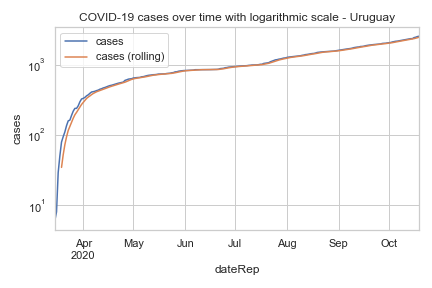 COVID-19 cases over time with logarithmic scale - Uruguay
cases
cases (rolling)
10³
10²
10¹
cases
Apr May Jun Jul Aug Sep Oct
2020
dateRep